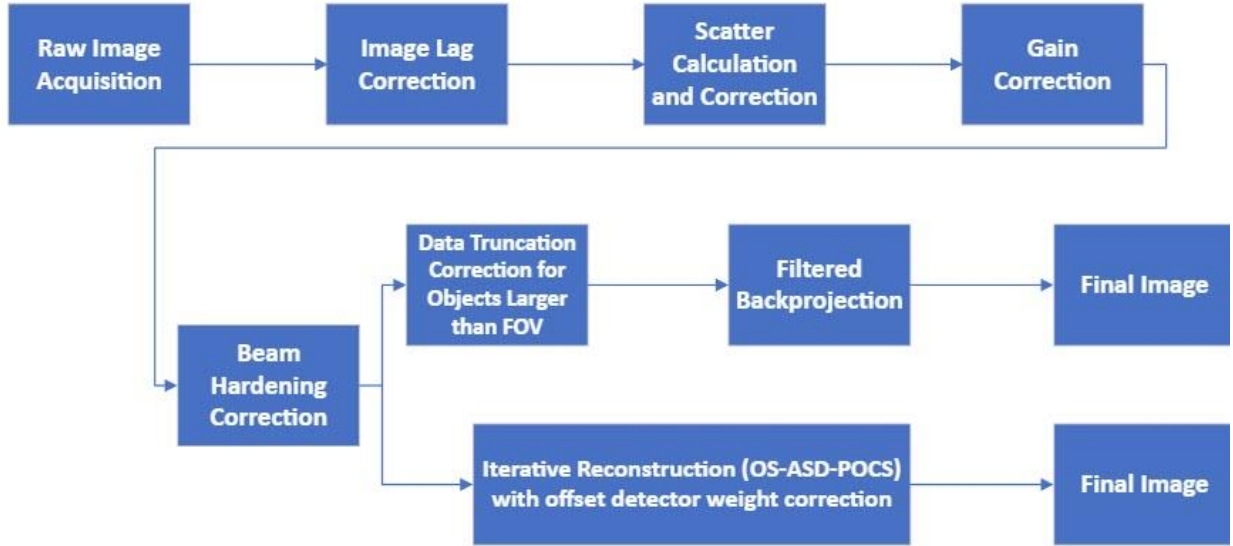 Raw Image
Acquisition
Image Lag
Correction
Scatter
Calculation
and Correction
Gain
Correction
Beam
Hardening
Correction
Data Truncation
Correction for
Objects Larger
than FOV
Filtered
Backprojection
Final Image
Iterative Reconstruction (OS-ASD-POCS)
with offset detector weight correction
Final Image